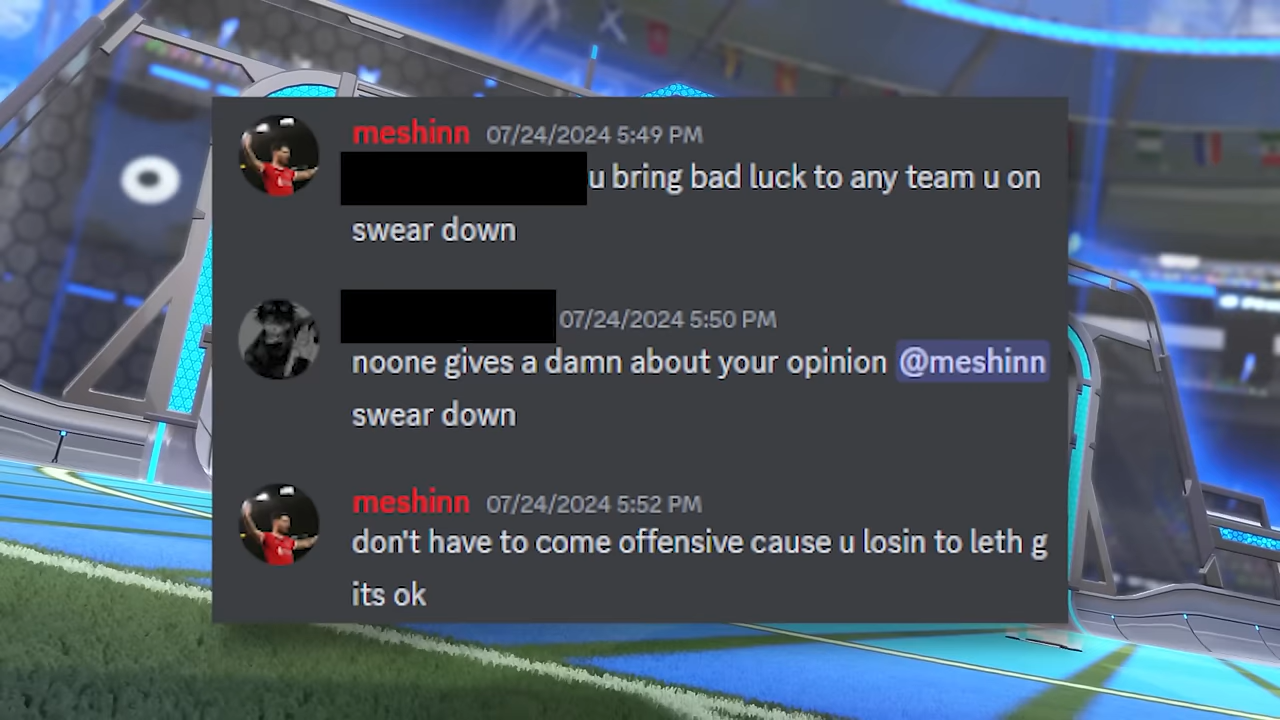 meshinn 07/24/2024 5:49 PM
u bring bad luck to any team u on
swear down
07/24/2024 5:50 PM
noone gives a damn about your opinion @meshinn
swear down
meshinn 07/24/2024 5:52 PM
don't have to come offensive cause u losin to leth g
its ok